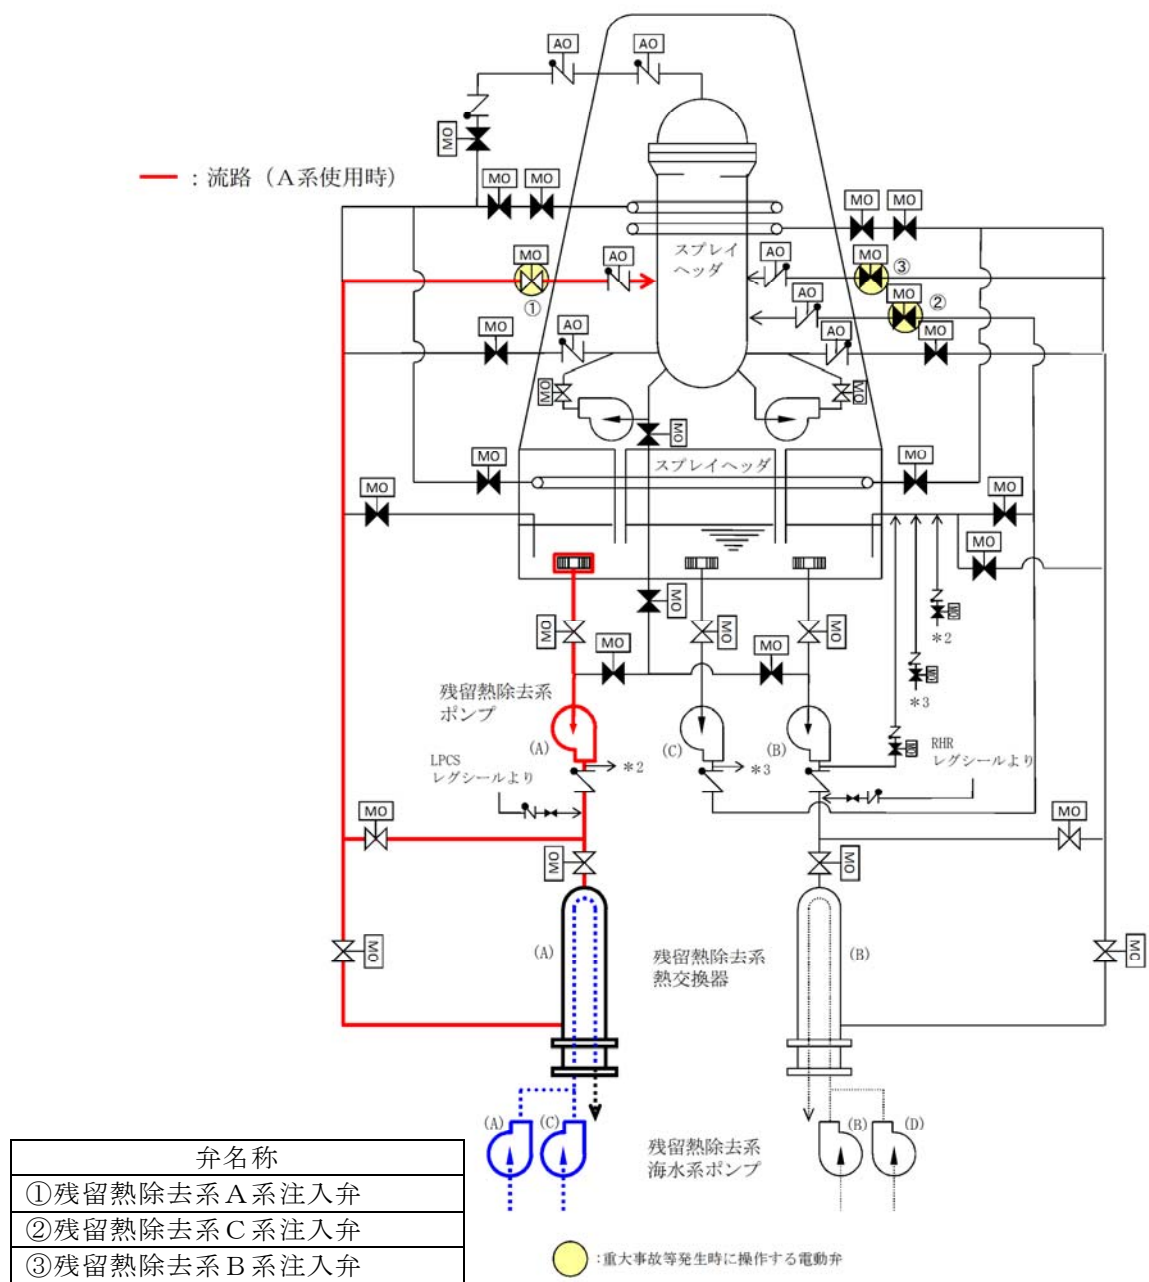 AO
AO
MO
― : 流路（A系使用時）
MO
MO
MO
MO
スプレイ
ヘッダ
MO
AO
①
AO
MO
③
AO
MO
②
MO
AO
AO
MO
MO
MO
MO
スプレイヘッダ
MO
MO
MO
MO
MO
MO
MO
MO
MO
MO
MO
MO
*2
MO
*3
残留熱除去系
ポンプ
(A)
(C)
(B)
MO
LPCS
レグシールより
*2
*3
RHR
レグシールより
MO
MO
MO
MO
MO
(A)
残留熱除去系
熱交換器
(B)
MC
(A)
(C)
残留熱除去系
海水系ポンプ
(B)
(D)
弁名称
①残留熱除去系A系注入弁
②残留熱除去系C系注入弁
③残留熱除去系B系注入弁
:重大事故等発生時に操作する電動弁